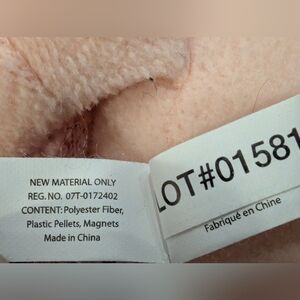 NEW MATERIAL ONLY
REG. NO. 07T-0172402
CONTENT: Polyester Fiber,
Plastic Pellets, Magnets
Made in China
LOT#01581
Fabriqué en Chine